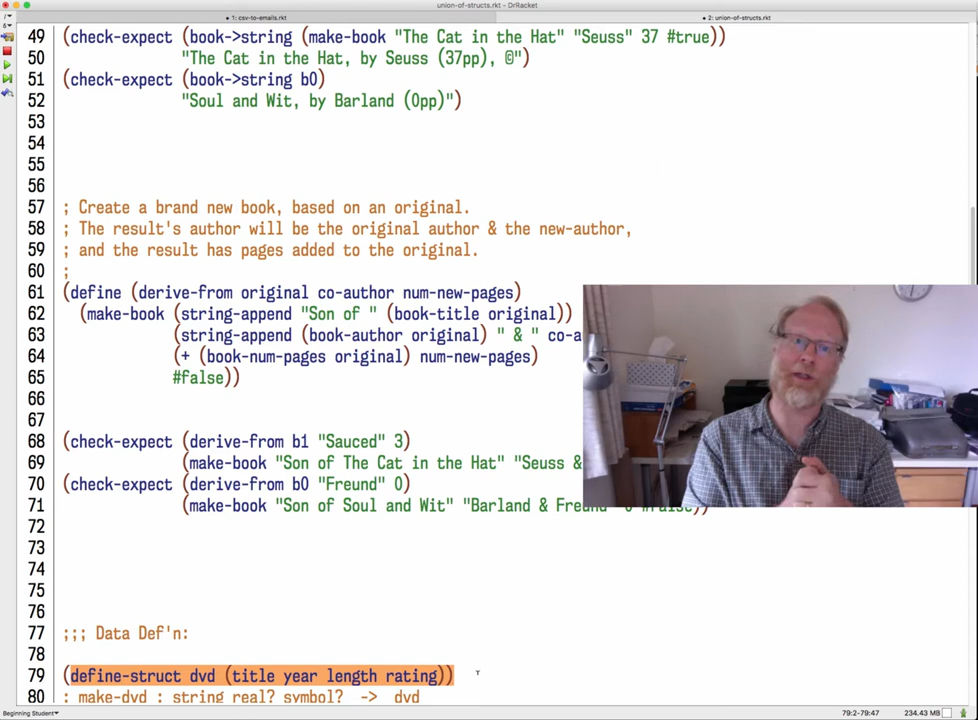 union-of-structs.rkt - DrRacket
1: csv-to-emails.rkt
2: union-of-structs.rkt
49 (check-expect (book->string (make-book "The Cat in the Hat" "Seuss" 37 #true))
50 "The Cat in the Hat, by Seuss (37pp), @")
51 (check-expect (book->string b0)
52 "Soul and Wit, by Barland (0pp)")
53
54
55
56
57 ; Create a brand new book, based on an original.
58 ; The result's author will be the original author & the new-author,
59 ; and the result has pages added to the original.
60 ;
61 (define (derive-from original co-author num-new-pages)
62 (make-book (string-append "Son of " (book-title original))
63 (string-append (book-author original) " & " co-a
64 (+ (book-num-pages original) num-new-pages)
65 #false))
66
67
68 (check-expect (derive-from b1 "Sauced" 3)
69 (make-book "Son of The Cat in the Hat" "Seuss &
70 (check-expect (derive-from b0 "Freund" 0)
71 (make-book "Son of Soul and Wit" "Barland & Freund" 0 #false))
72
73
74
75
76
77 ;;; Data Def'n:
78
79 (define-struct dvd (title year length rating))
80 ; make-dvd : string real? symbol? -> dvd
Beginning Student
79:2-79:47
234.43 MB